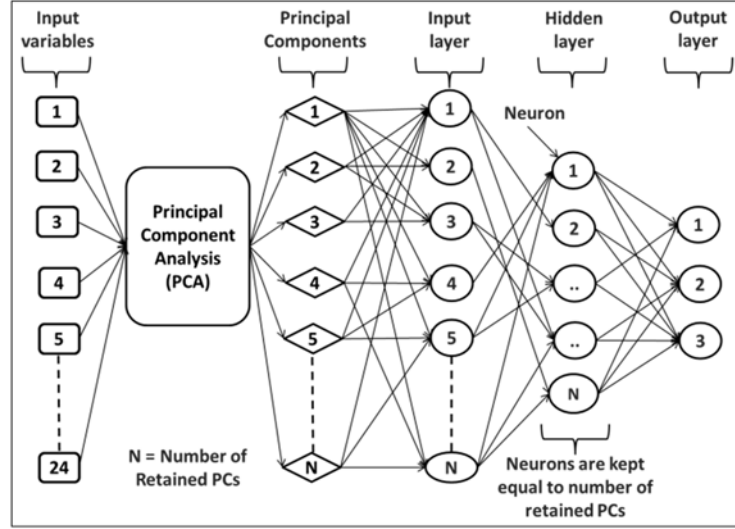 Input
variables
Principal
Components
Input
layer
Hidden
layer
Output
layer
1
2
3
4
5
24
Principal
Component
Analysis
(PCA)
N = Number of
Retained PCs
1
2
3
4
5
N
1
2
3
4
5
N
Neuron
1
2
..
..
N
Neurons are kept
equal to number of
retained PCs
1
2
3